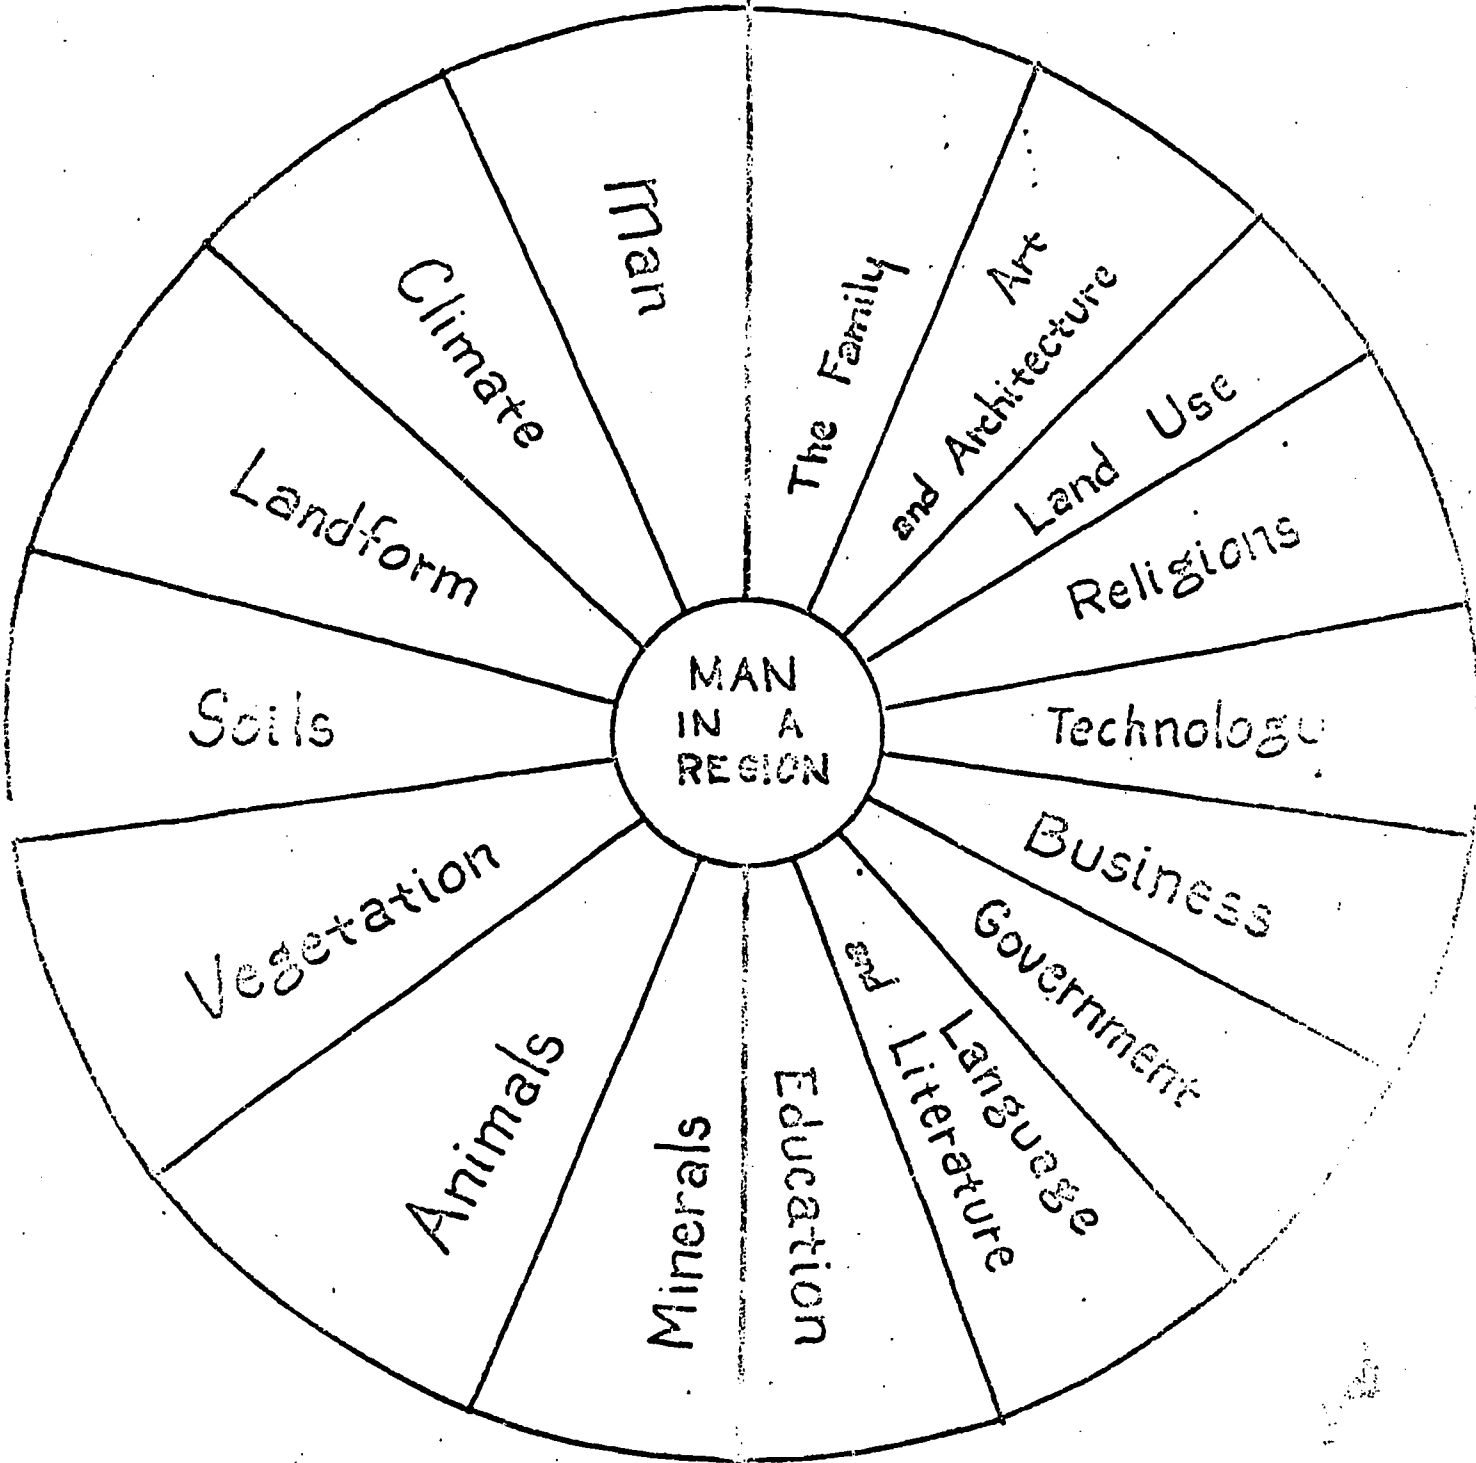 MAN
IN A
REGION
The Family
Art
and Architecture
Land Use
Religions
Technology
Business
Government
Language
and Literature
Education
Minerals
Animals
Vegetation
Soils
Landform
Climate
Man